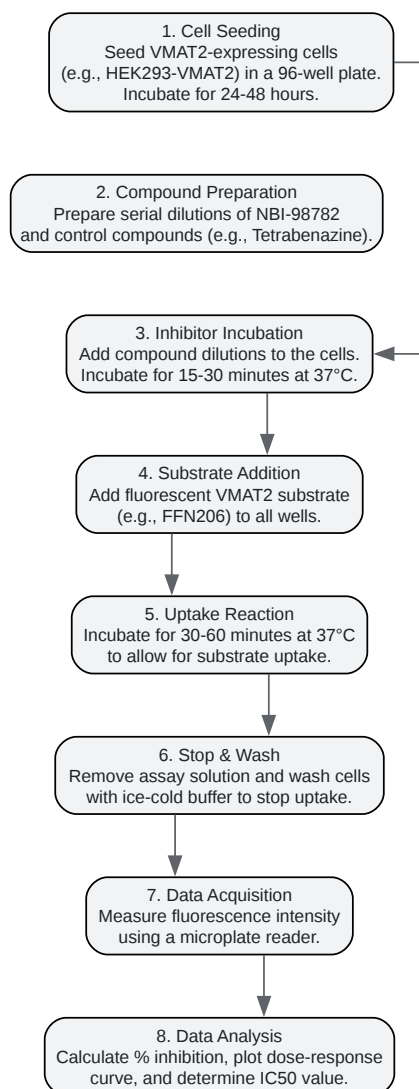 1. Cell Seeding
Seed VMAT2-expressing cells
(e.g., HEK293-VMAT2) in a 96-well plate.
Incubate for 24-48 hours.
2. Compound Preparation
Prepare serial dilutions of NBI-98782
and control compounds (e.g., Tetrabenazine).
3. Inhibitor Incubation
Add compound dilutions to the cells.
Incubate for 15-30 minutes at 37°C.
4. Substrate Addition
Add fluorescent VMAT2 substrate
(e.g., FFN206) to all wells.
5. Uptake Reaction
Incubate for 30-60 minutes at 37°C
to allow for substrate uptake.
6. Stop & Wash
Remove assay solution and wash cells
with ice-cold buffer to stop uptake.
7. Data Acquisition
Measure fluorescence intensity
using a microplate reader.
8. Data Analysis
Calculate % inhibition, plot dose-response
curve, and determine IC50 value.